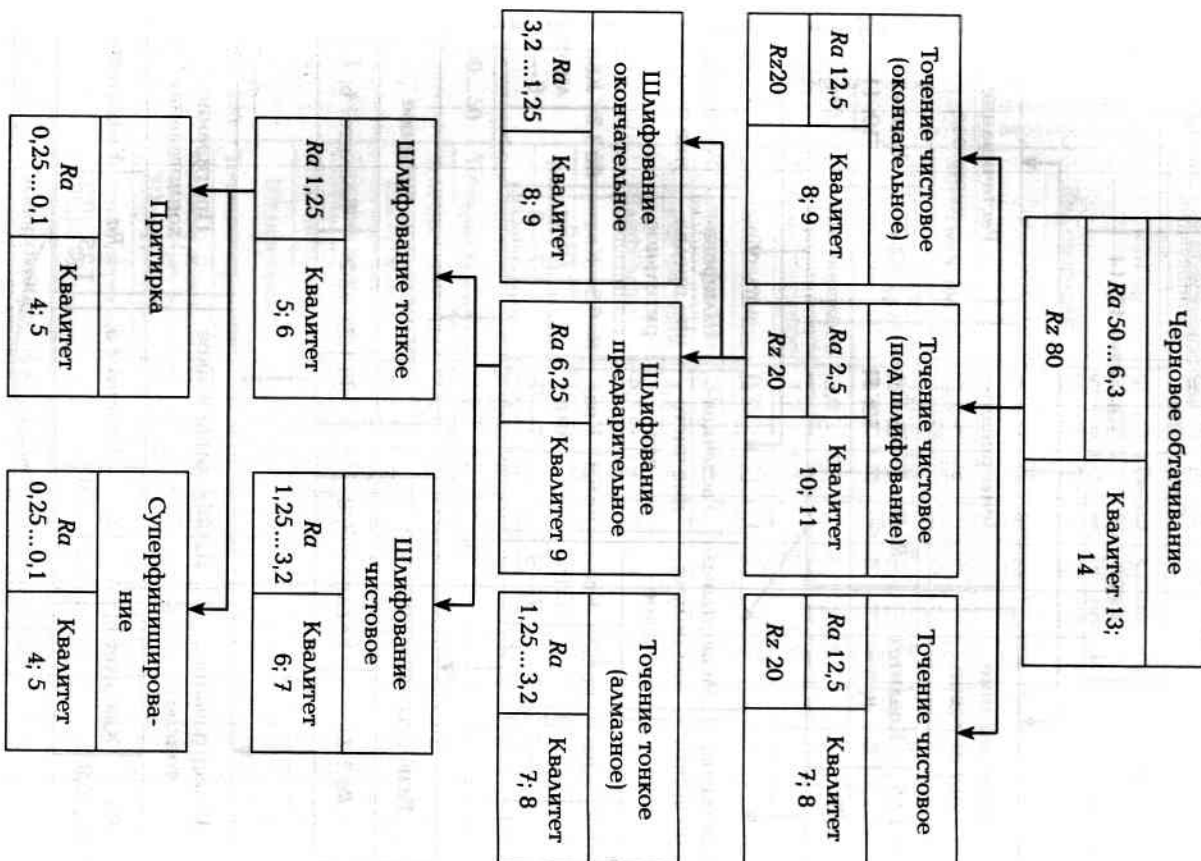 Черновое обтачивание
Ra 50...6,3
Rz 80
Квалитет 13;
14
Точение чистовое
(окончательное)
Ra 12,5
Rz20
Квалитет
8; 9
Точение чистовое
(под шлифование)
Ra 2,5
Rz 20
Квалитет
10; 11
Точение чистовое
Ra 12,5
Rz 20
Квалитет
7; 8
Шлифование
окончательное
Ra
3,2 ...1,25
Квалитет
8; 9
Шлифование
предварительное
Ra 6,25
Квалитет 9
Точение тонкое
(алмазное)
Ra
1,25 ...3,2
Квалитет
7; 8
Шлифование тонкое
Ra 1,25
Квалитет
5; 6
Шлифование
чистовое
Ra
1,25 ... 3,2
Квалитет
6; 7
Притирка
Ra
0,25 ... 0,1
Квалитет
4; 5
Суперфиниширова-
ние
Ra
0,25 ... 0,1
Квалитет
4; 5